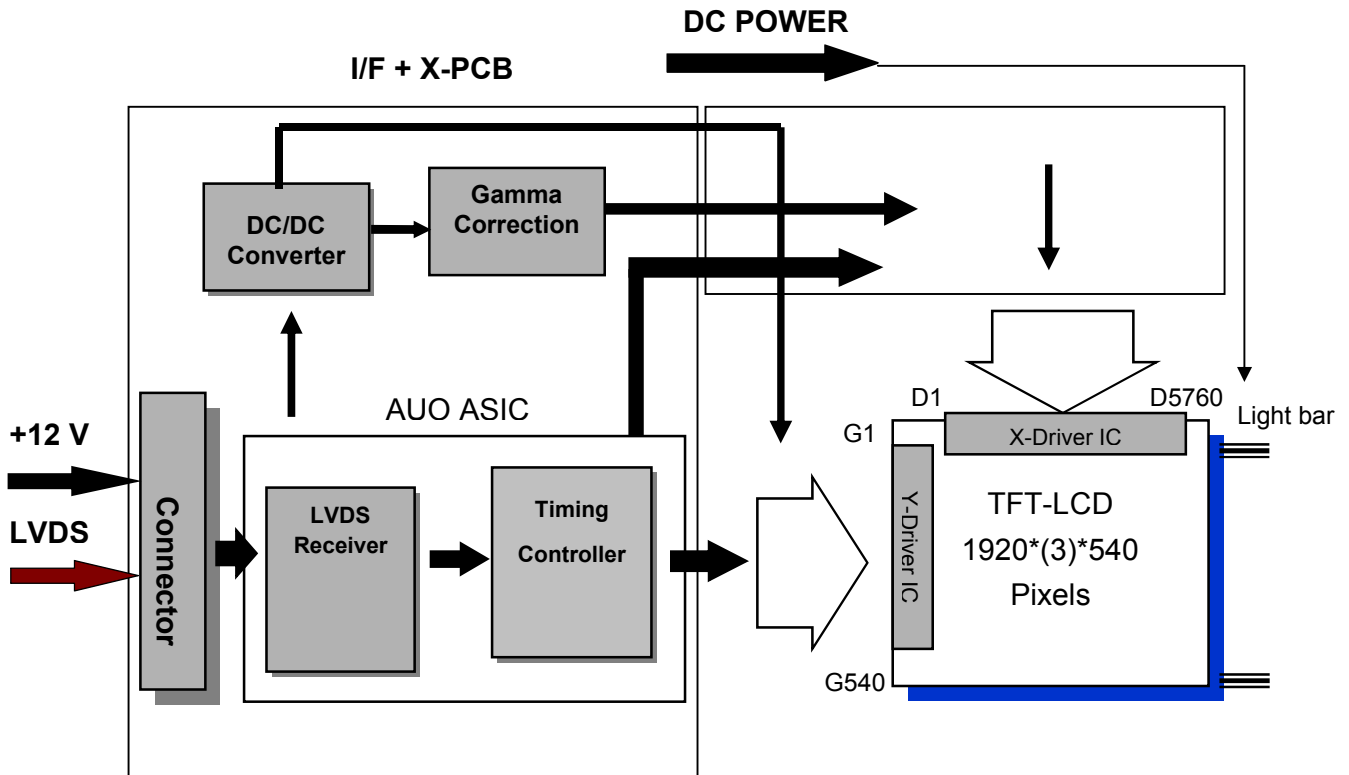 DC POWER
I/F + X-PCB
Gamma
Correction
DC/DC
Converter
AUO ASIC
+12 V
LVDS
Connector
LVDS
Receiver
Timing
Controller
D1
D5760
Light bar
G1
X-Driver IC
Y-Driver IC
TFT-LCD
1920*(3)*540
Pixels
G540